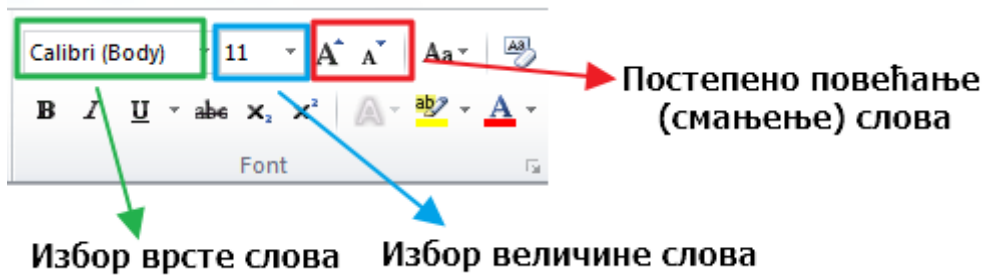 Calibri (Body) 11 A A Aa Aa
B I U abc x₂ x² A ab A
Font
Постепено повећање
(смањење) слова
Избор врсте слова
Избор величине слова